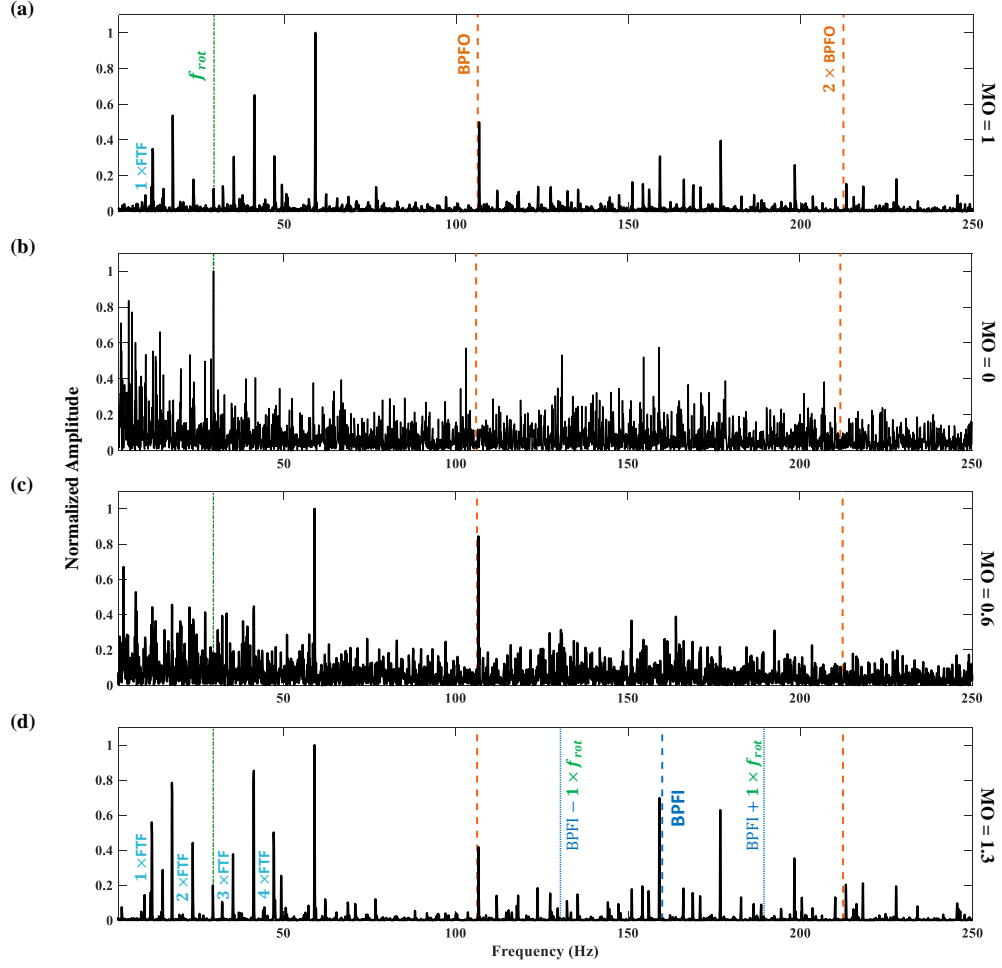 (a)
1
0.8
0.6
0.4
0.2
0
1 ×FTF
f rot
BPFO
2 × BPFO
MO = 1
50
100
150
200
250
(b)
1
0.8
0.6
0.4
0.2
0
MO = 0
50
100
150
200
250
Normalized Amplitude
(c)
1
0.8
0.6
0.4
0.2
0
MO = 0.6
50
100
150
200
250
(d)
1
0.8
0.6
0.4
0.2
0
1 ×FTF
2 ×FTF
3 ×FTF
4 ×FTF
BPFI − 1 × f rot
BPFI
BPFI + 1 × f rot
MO = 1.3
50
100
150
200
250
Frequency (Hz)